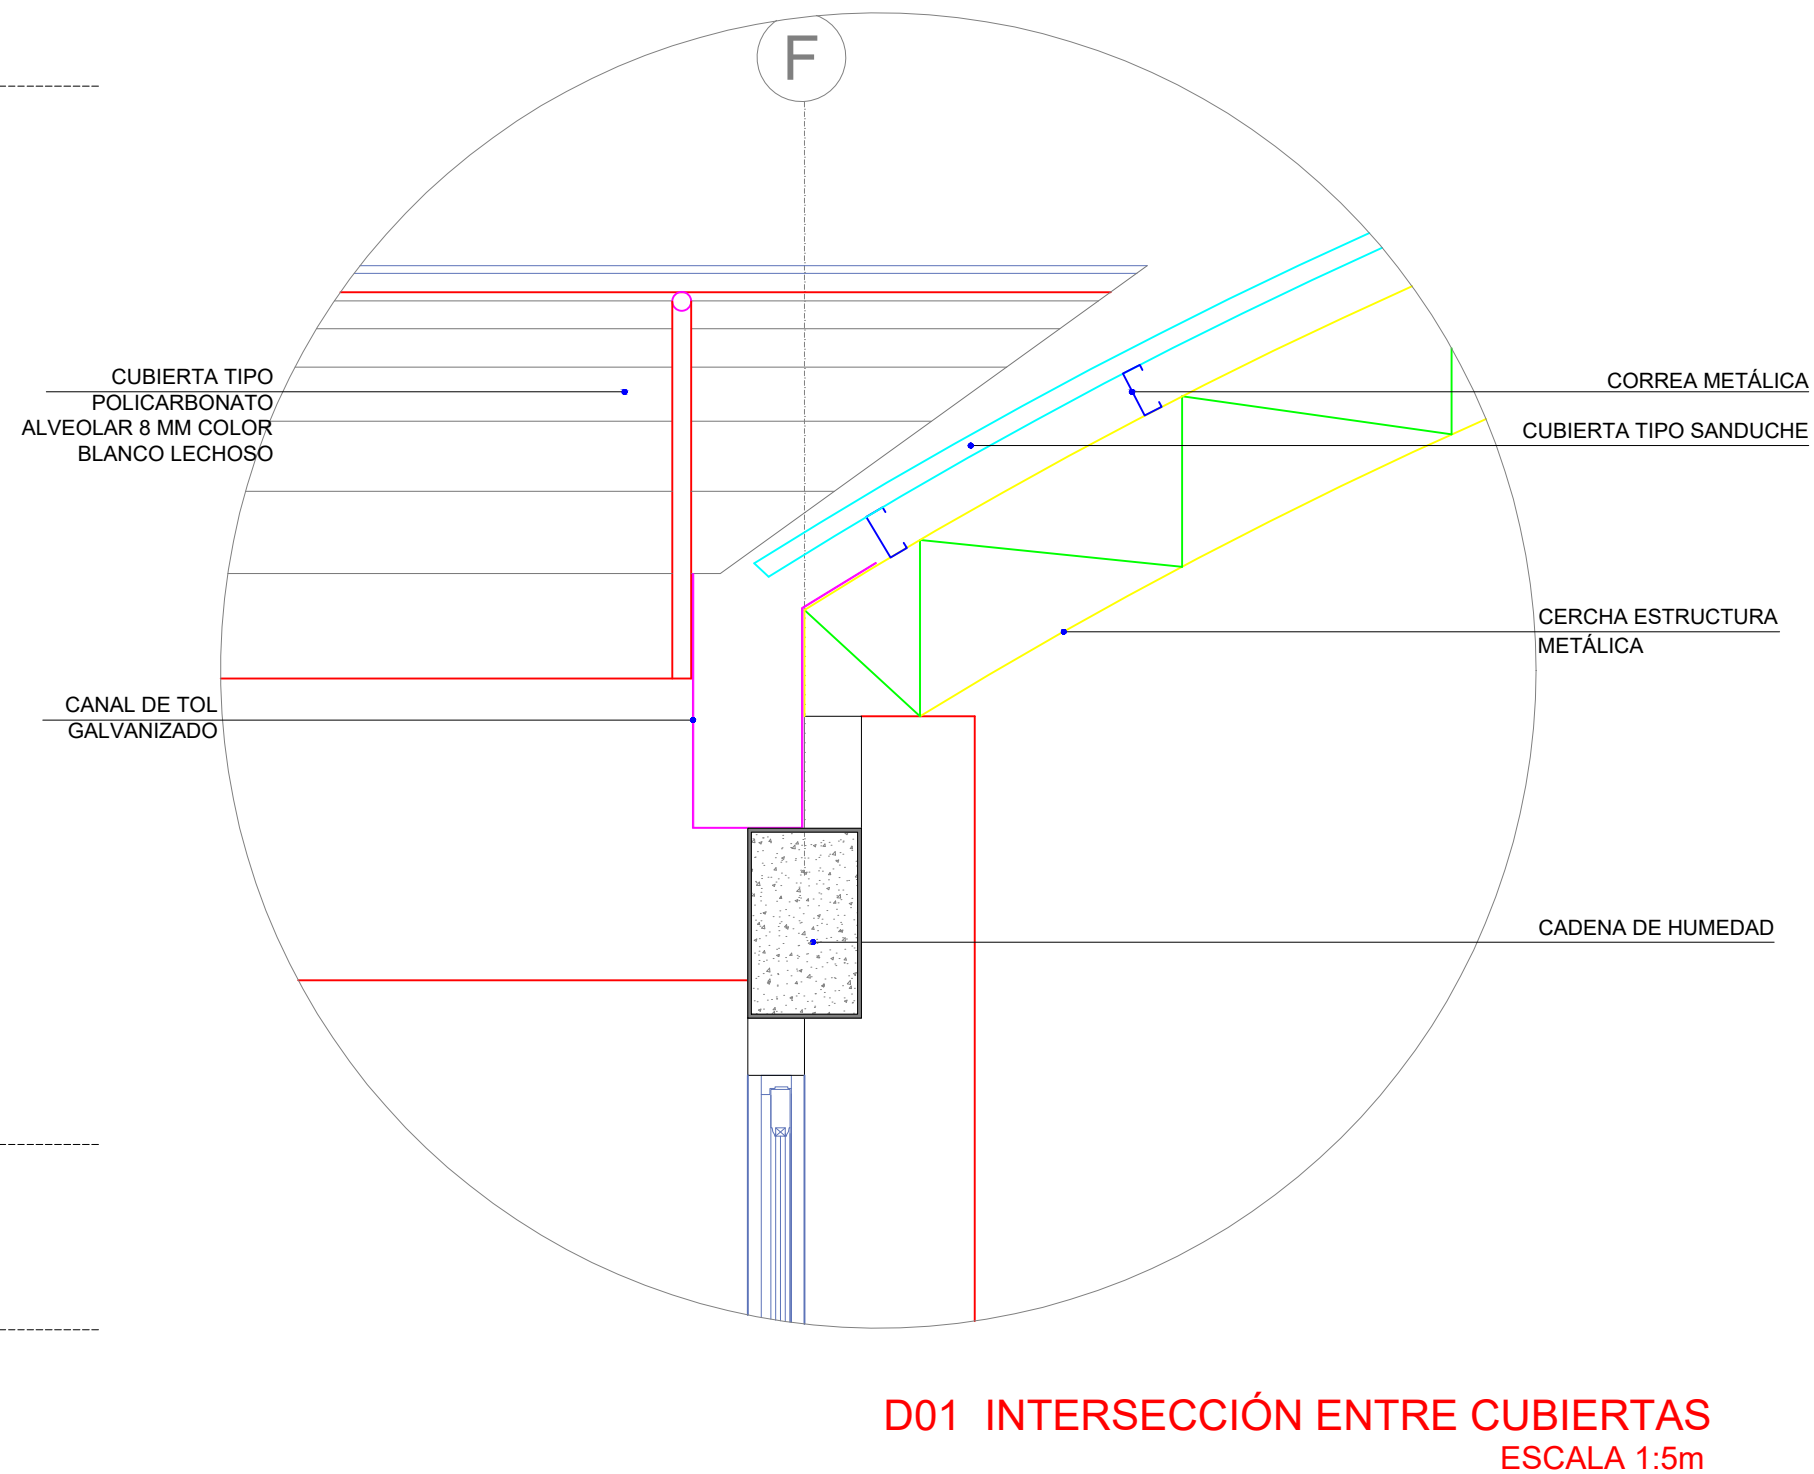 F
CUBIERTA TIPO
POLICARBONATO
ALVEOLAR 8 MM COLOR
BLANCO LECHOSO
CANAL DE TOL
GALVANIZADO
CORREA METÁLICA
CUBIERTA TIPO SANDUCHE
CERCHA ESTRUCTURA
METÁLICA
CADENA DE HUMEDAD
D01 INTERSECCIÓN ENTRE CUBIERTAS
ESCALA 1:5m